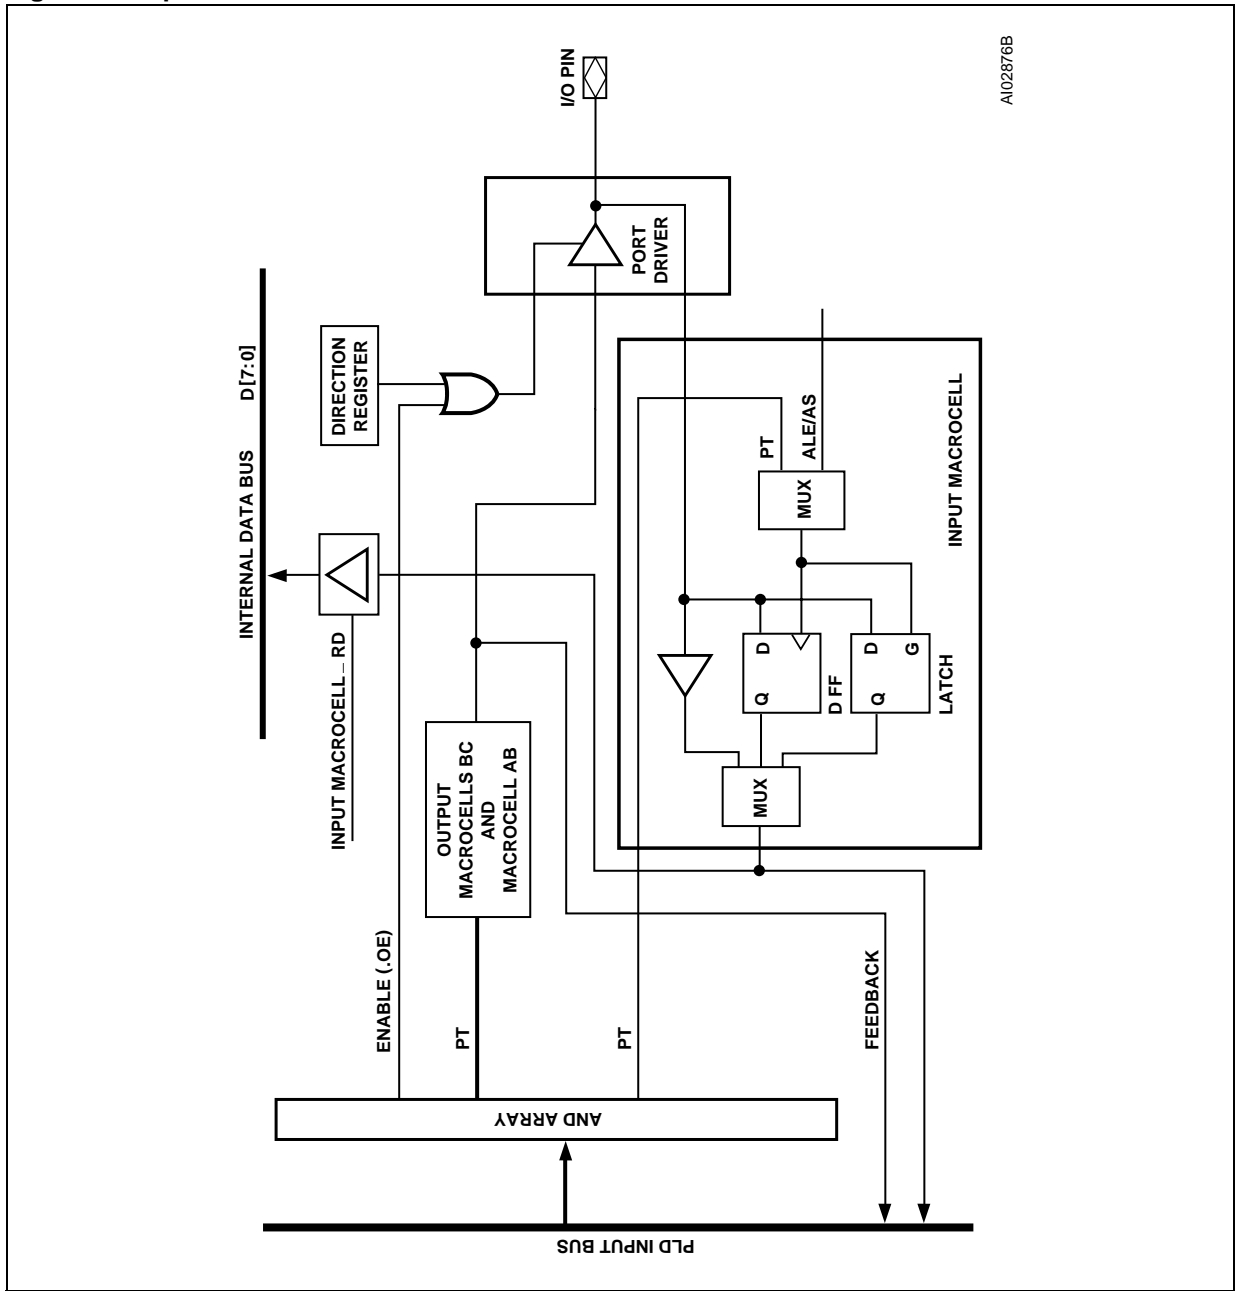 INTERNAL DATA BUS D[7:0]
INPUT MACROCELL _ RD
DIRECTION
REGISTER
ENABLE (.OE)
OUTPUT
MACROCELLS BC
AND
MACROCELL AB
PT
I/O PIN
PORT
DRIVER
PT
PT
ALE/AS
MUX
D
Q
D FF
D
G
Q
LATCH
MUX
INPUT MACROCELL
FEEDBACK
AND ARRAY
PLD INPUT BUS
AI02876B